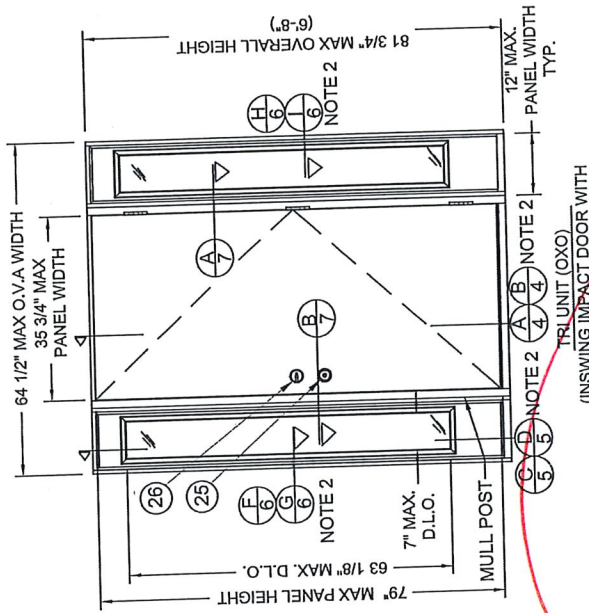 64 1/2" MAX O.V.A WIDTH
35 3/4" MAX
PANEL WIDTH
81 3/4" MAX OVERALL HEIGHT
(6'-8")
79" MAX PANEL HEIGHT
63 1/8" MAX. D.L.O.
26
25
F
6
G
6
NOTE 2
A
7
B
7
H
6
I
6
NOTE 2
7" MAX.
D.L.O.
MULL POST
12" MAX.
PANEL WIDTH
TYP.
C
5
D
5
NOTE 2
A
4
B
4
NOTE 2
TRI UNIT (OXO)
(INSWING IMPACT DOOR WITH